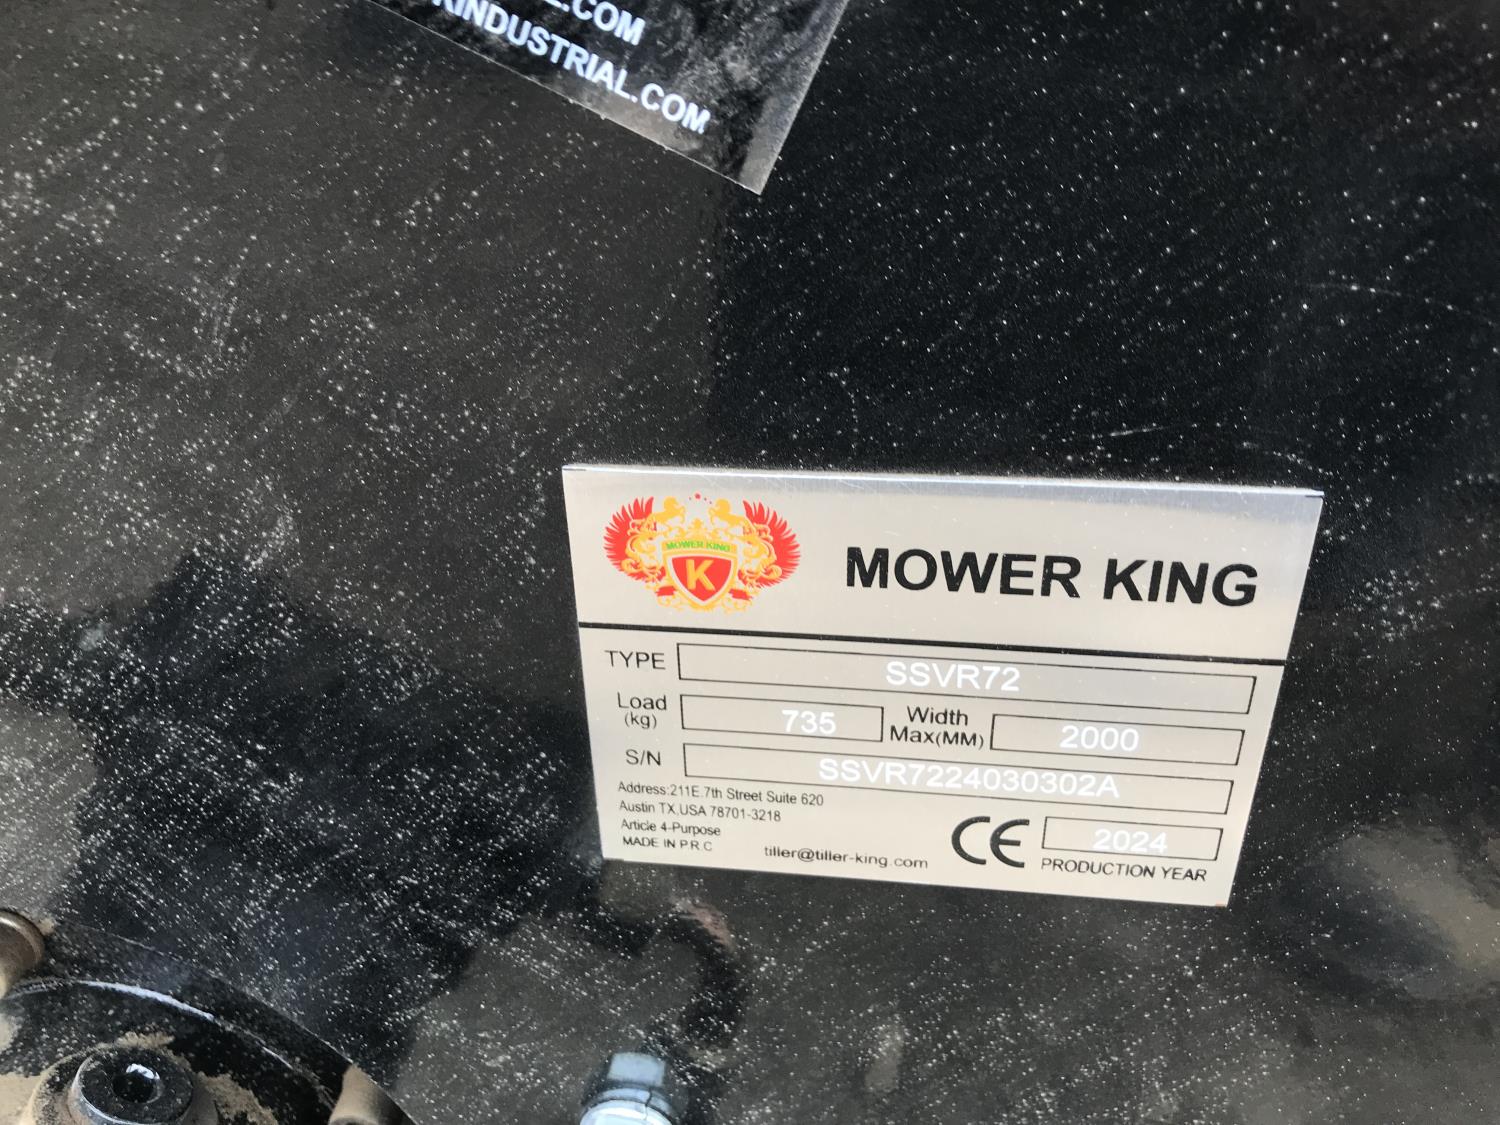 .COM
KINDUSTRIAL.COM
MOWER KING
K
MOWER KING
TYPE SSVR72
Load (kg) 735 Width Max(MM) 2000
S/N SSVR7224030302A
Address:211E.7th Street Suite 620
Austin TX,USA 78701-3218
Article 4-Purpose
MADE IN P.R.C
tiller@tiller-king.com
CE 2024
PRODUCTION YEAR